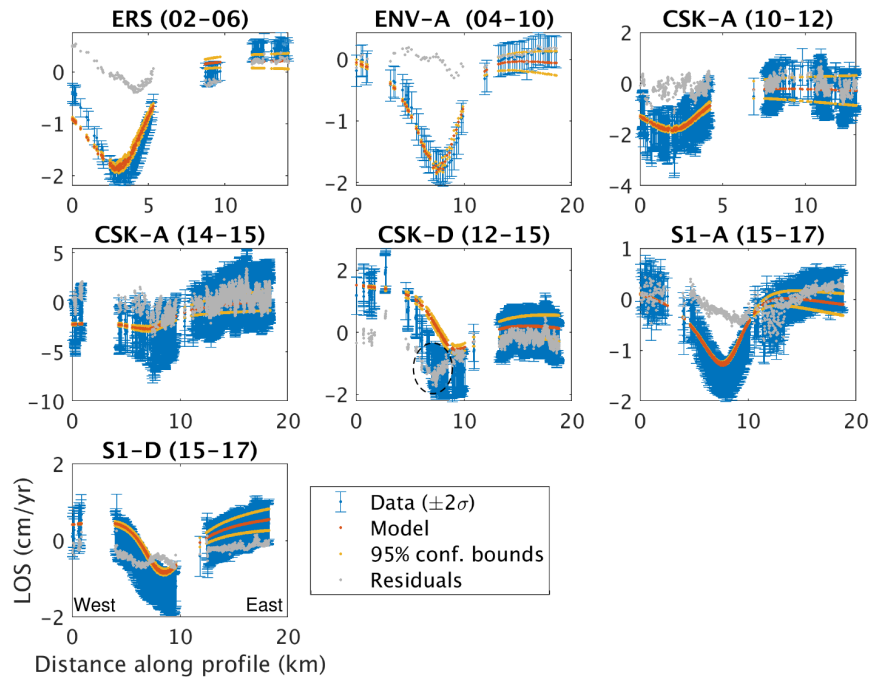 ERS (02-06)
ENV-A (04-10)
CSK-A (10-12)
0
-1
-2
0
-1
-2
2
0
-2
-4
0 5 10
0 10 20
0 5 10
CSK-A (14-15)
CSK-D (12-15)
S1-A (15-17)
5
0
-5
-10
2
0
-2
1
0
-1
-2
0 10 20
0 10 20
0 10 20
S1-D (15-17)
2
0
-2
LOS (cm/yr)
West
East
0 10 20
Distance along profile (km)
Data (±2σ)
Model
95% conf. bounds
Residuals